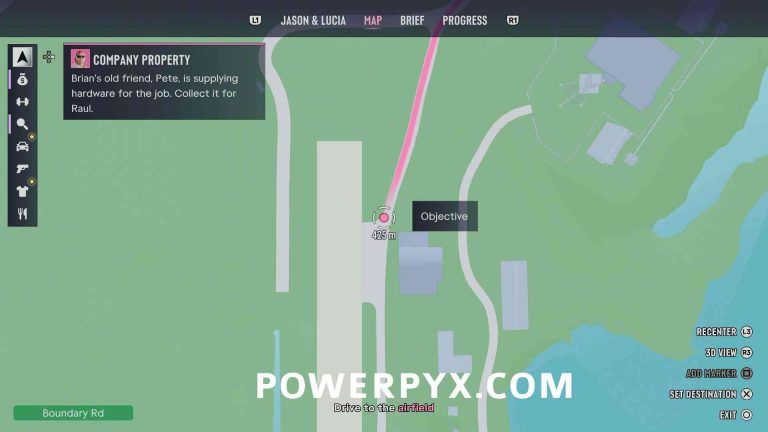 L1 JASON & LUCIA MAP BRIEF PROGRESS R1
COMPANY PROPERTY
Brian's old friend, Pete, is supplying
hardware for the job. Collect it for
Raul.
Objective
425 m
RECENTER L3
3D VIEW R3
ADD MARKER
SET DESTINATION
EXIT
POWERPYX.COM
Drive to the airfield
Boundary Rd